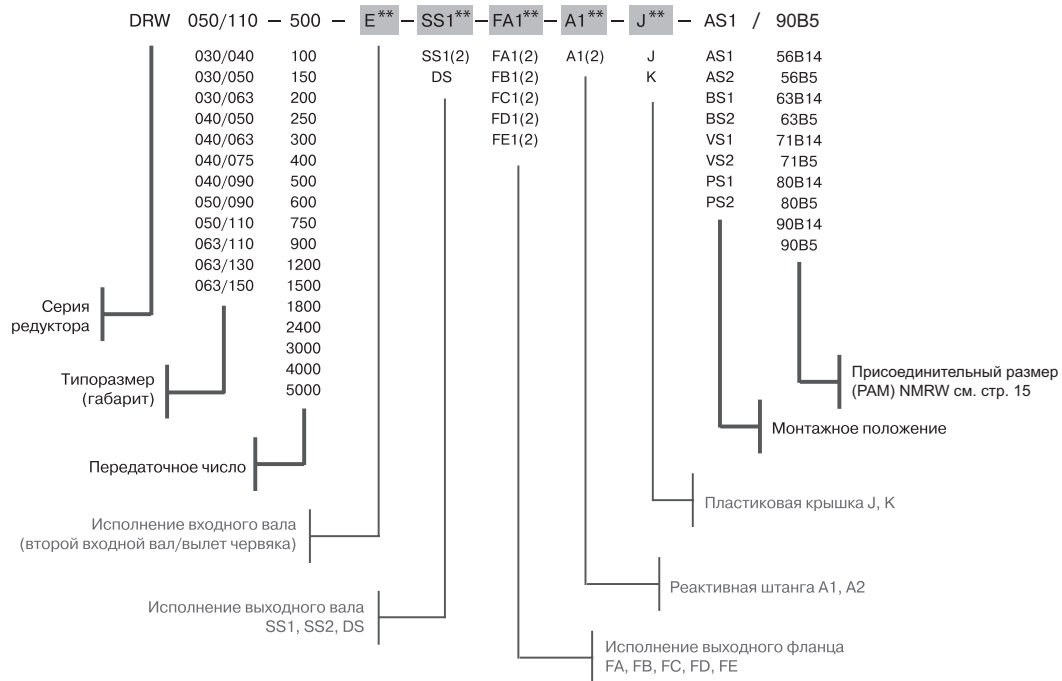 DRW 050/110 – 500 – E** – SS1** – FA1** – A1** – J** – AS1 / 90B5
030/040 100 SS1(2) FA1(2) A1(2) J AS1 56B14
030/050 150 DS FB1(2) K AS2 56B5
030/063 200 FC1(2) BS1 63B14
040/050 250 FD1(2) BS2 63B5
040/063 300 FE1(2) VS1 71B14
040/075 400 VS2 71B5
040/090 500 PS1 80B14
050/090 600 PS2 80B5
050/110 750 90B14
063/110 900 90B5
063/130 1200
063/150 1500
1800
2400
3000
4000
5000
Серия
редуктора
Типоразмер
(габарит)
Передаточное число
Исполнение входного вала
(второй входной вал/вылет червяка)
Исполнение выходного вала
SS1, SS2, DS
Присоединительный размер
(PAM) NMRW см. стр. 15
Монтажное положение
Пластиковая крышка J, K
Реактивная штанга A1, A2
Исполнение выходного фланца
FA, FB, FC, FD, FE